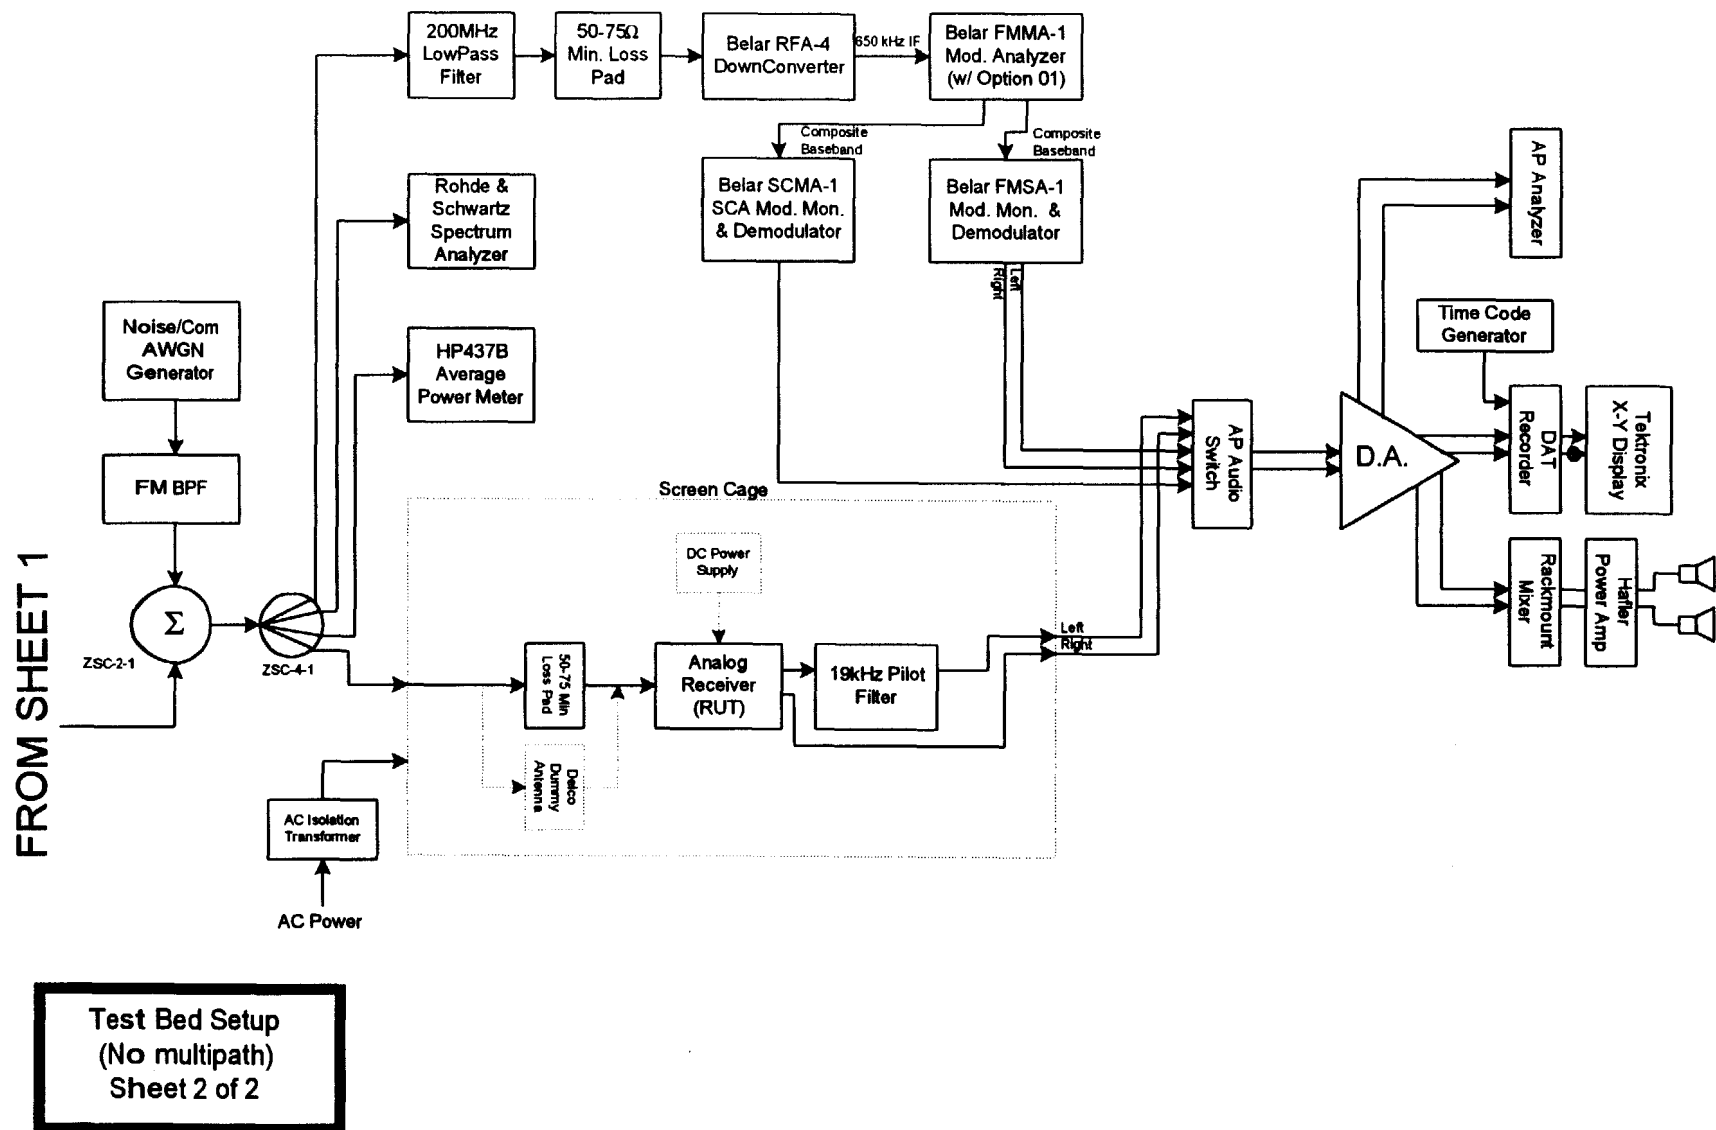 200MHz
LowPass
Filter
50-75Ω
Min. Loss
Pad
Belar RFA-4
DownConverter
650 kHz IF
Belar FMMA-1
Mod. Analyzer
(w/ Option 01)
Composite
Baseband
Composite
Baseband
Rohde &
Schwartz
Spectrum
Analyzer
Belar SCMA-1
SCA Mod. Mon.
& Demodulator
Belar FMSA-1
Mod. Mon. &
Demodulator
Left
Right
AP Analyzer
Noise/Com
AWGN
Generator
HP437B
Average
Power Meter
Time Code
Generator
FM BPF
AP Audio
Switch
D.A.
DAT
Recorder
Tektronix
X-Y Display
Screen Cage
DC Power
Supply
Σ
ZSC-2-1
ZSC-4-1
50-75 Min
Loss Pad
Analog
Receiver
(RUT)
19kHz Pilot
Filter
Left
Right
Rackmount
Mixer
Hafler
Power Amp
Delco
Dummy
Antenna
AC Isolation
Transformer
AC Power
FROM SHEET 1
Test Bed Setup
(No multipath)
Sheet 2 of 2